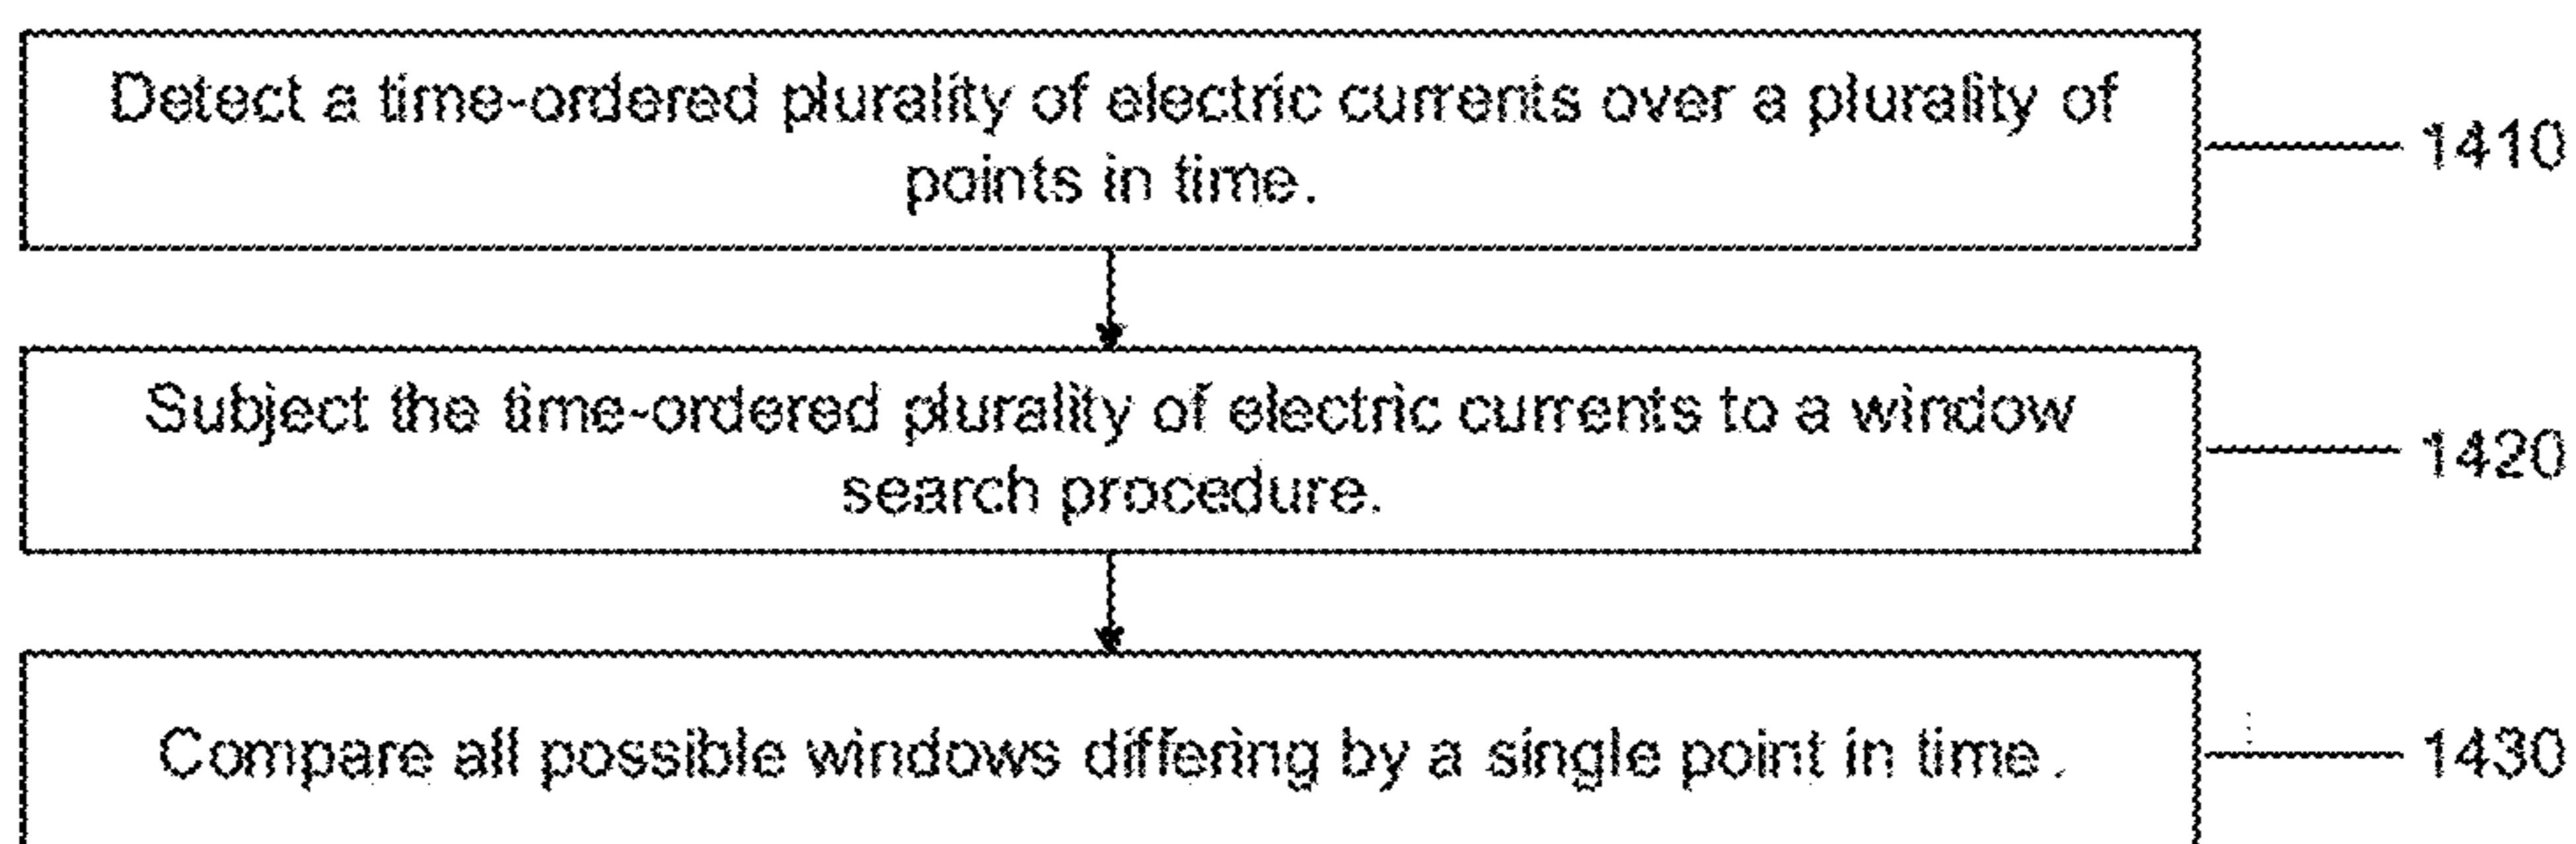 Detect a time-ordered plurality of electric currents over a plurality of
points in time.
1410
Subject the time-ordered plurality of electric currents to a window
search procedure.
1420
Compare all possible windows differing by a single point in time.
1430